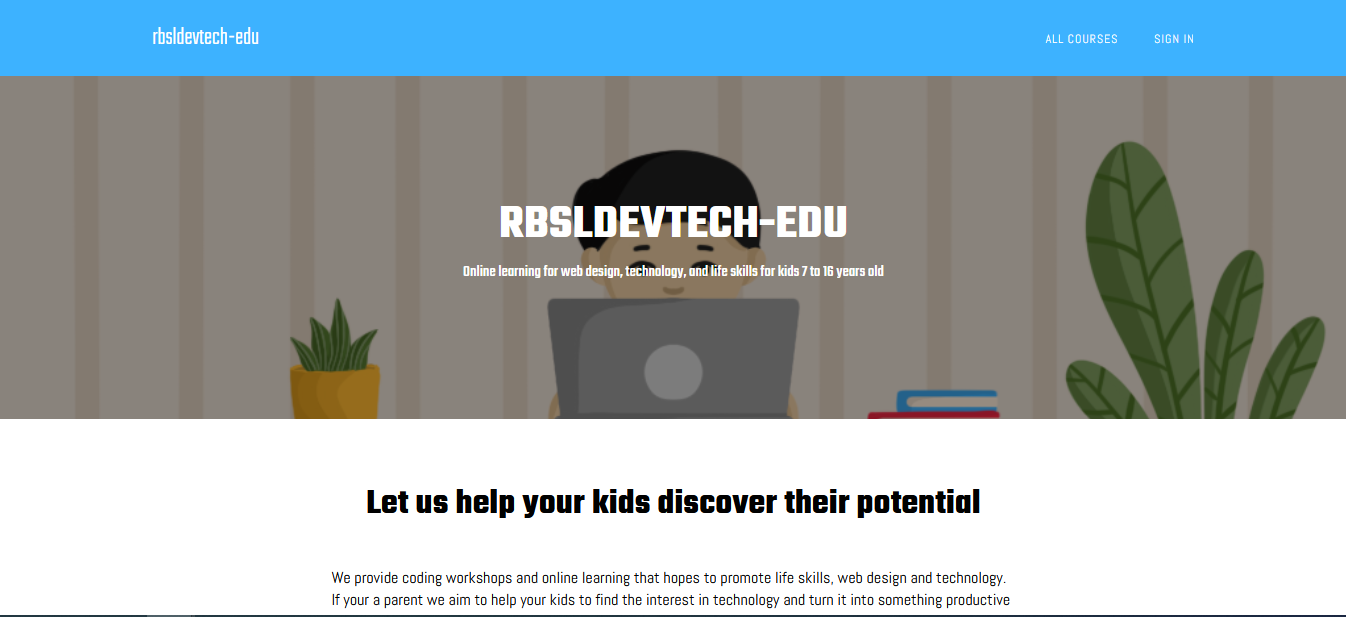 rbsldevtech-edu
ALL COURSES
SIGN IN
RBSLDEVTECH-EDU
Online learning for web design, technology, and life skills for kids 7 to 16 years old
Let us help your kids discover their potential
We provide coding workshops and online learning that hopes to promote life skills, web design and technology.
If your a parent we aim to help your kids to find the interest in technology and turn it into something productive